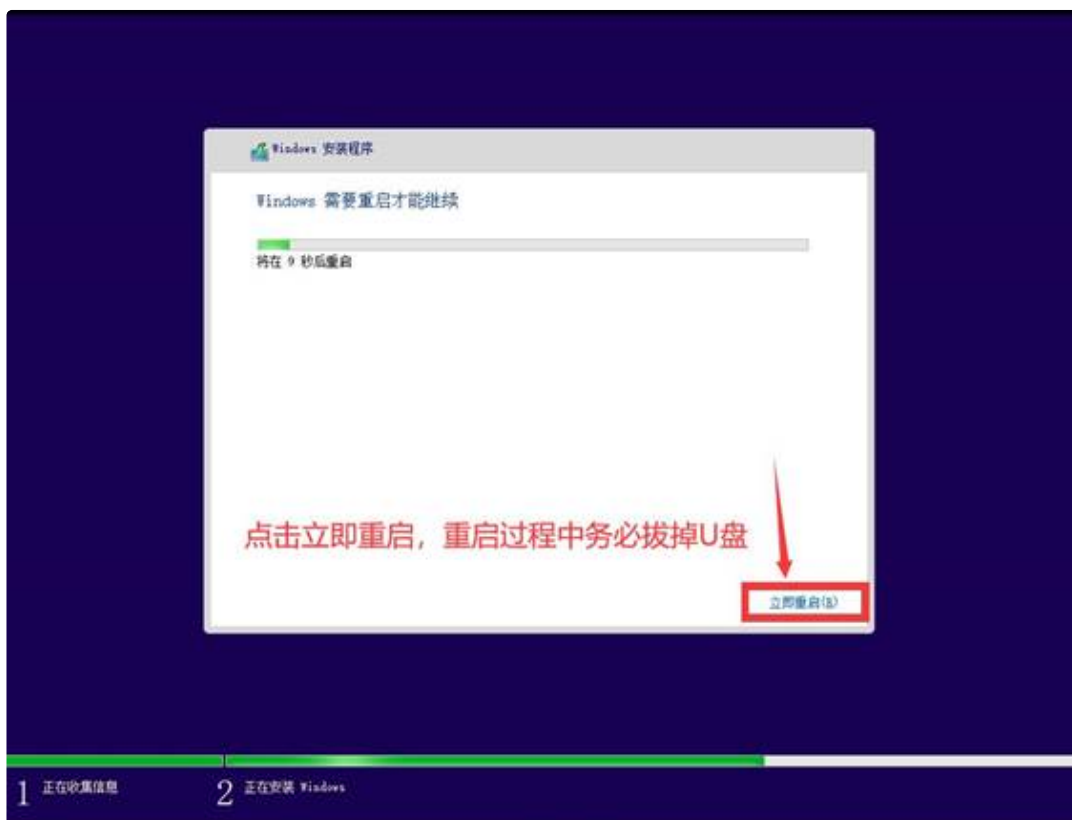 Windows 安装程序
Windows 需要重启才能继续
将在 9 秒后重启
点击立即重启，重启过程中务必拔掉U盘
立即重启(R)
1 正在收集信息
2 正在安装 Windows